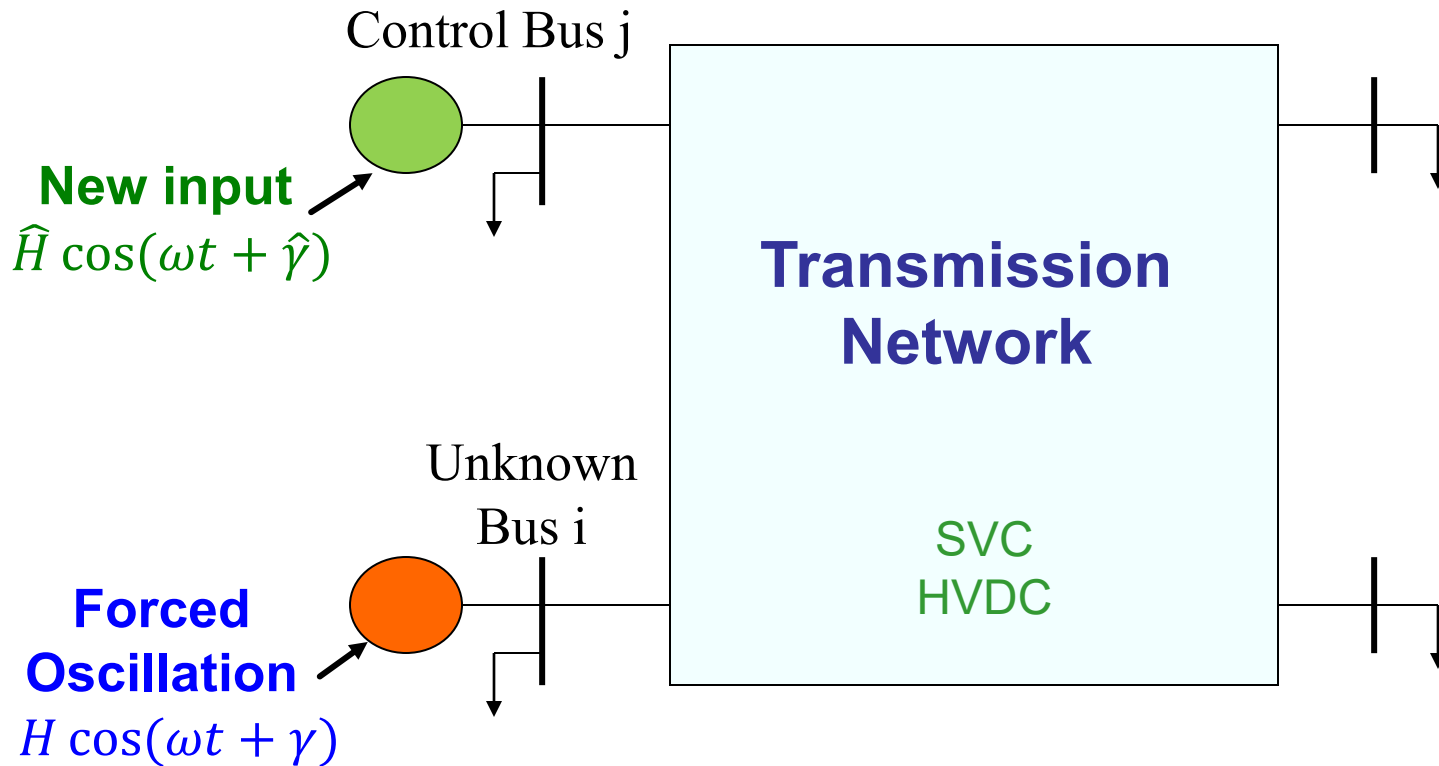 Control Bus j
New input
Ĥ cos(ωt + γ̂)
Transmission
Network
Unknown
Bus i
SVC
HVDC
Forced
Oscillation
H cos(ωt + γ)